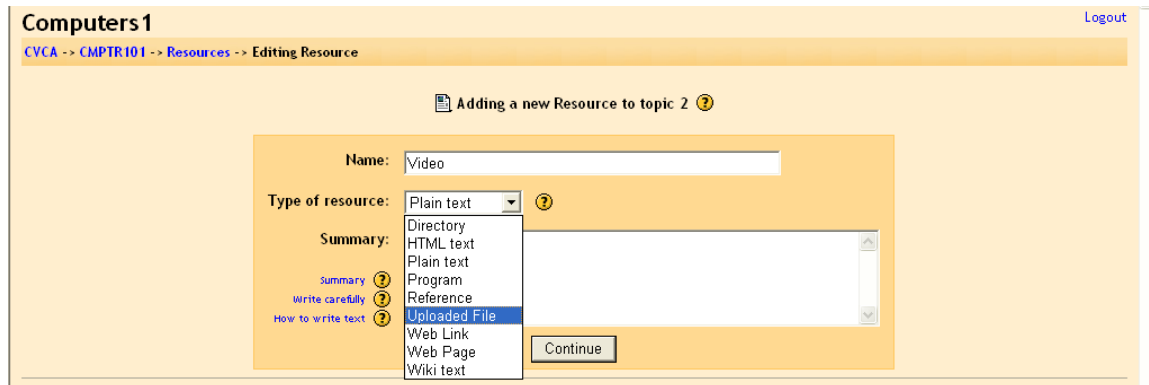 Computers1
Logout
CVCA -> CMPTR101 -> Resources -> Editing Resource
Adding a new Resource to topic 2 ?
Name: Video
Type of resource: Plain text ?
Directory
Summary: HTML text
Plain text
Summary ? Program
Write carefully ? Reference
How to write text ? Uploaded File
Web Link
Web Page Continue
Wiki text